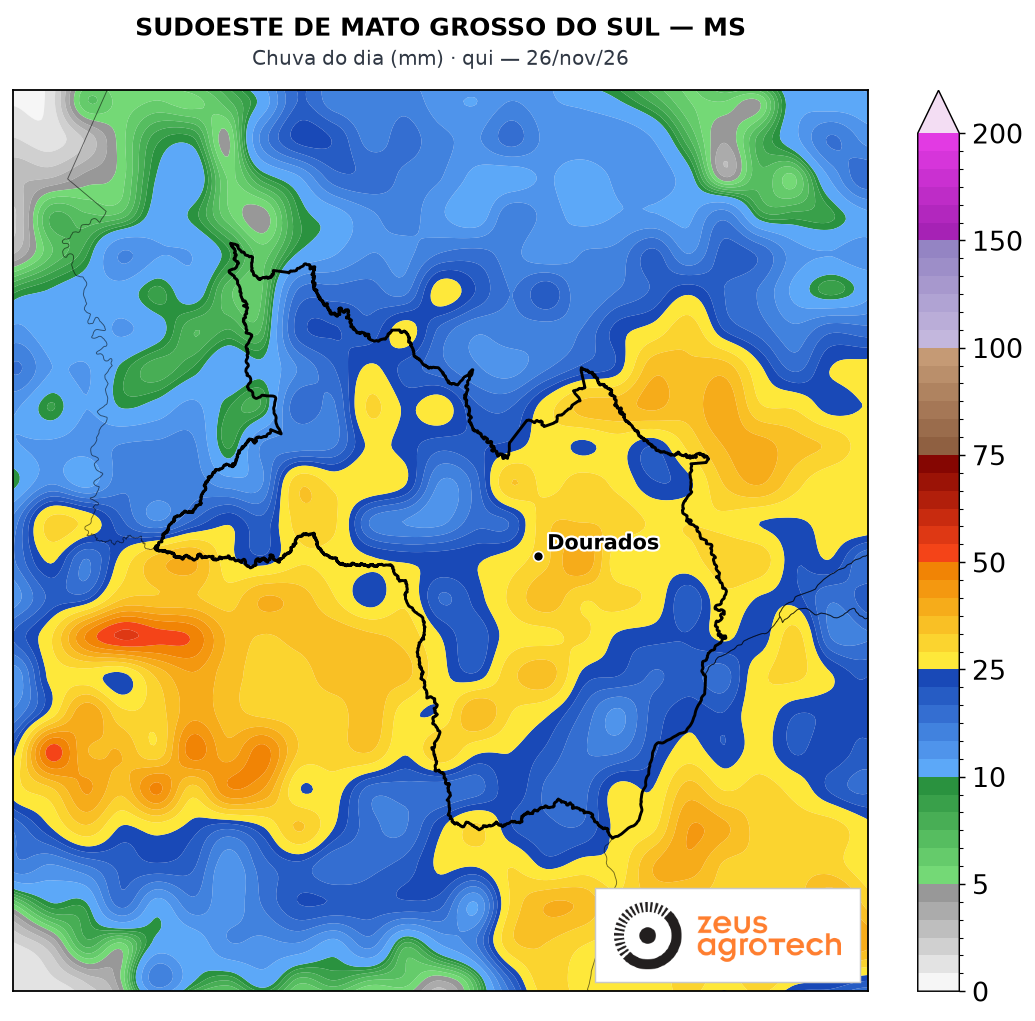 SUDOESTE DE MATO GROSSO DO SUL — MS
Chuva do dia (mm) · qui — 26/nov/26
200
150
100
75
50
25
10
5
0
Dourados
zeus
agrotech